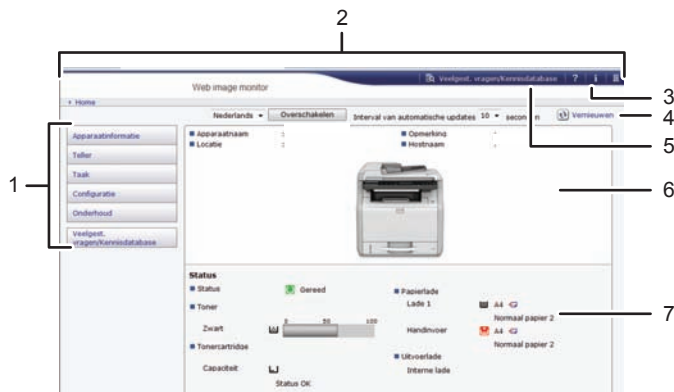 2
Veelgest. vragen/Kennisdatabase ? i
Web image monitor
3
Home
Nederlands Overschakelen Interval van automatische updates 10 seconden Vernieuwen
4
5
1
Apparaatinformatie
Teller
Taak
Configuratie
Onderhoud
Veelgest.
vragen/Kennisdatabase
Apparaatnaam :
Locatie :
Opmerking :
Hostnaam :
6
Status
Status Gereed
Toner
0 50 100
Zwart
Tonercartridge
Capaciteit
Status OK
Papierlade
Lade 1 A4
Normaal papier 2
7
Handinvoer A4
Normaal papier 2
Uitvoerlade
Interne lade